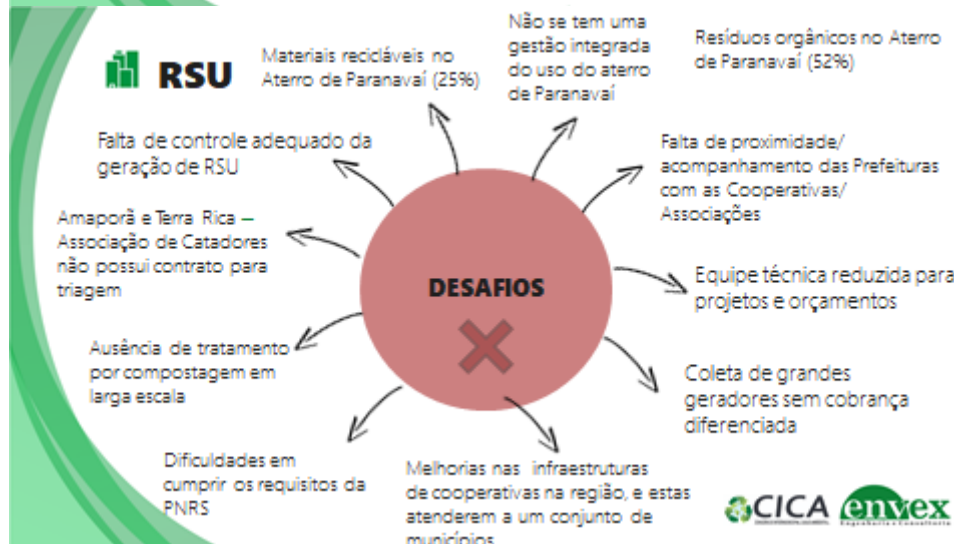 RSU
Materiais recicláveis no
Aterro de Paranavaí (25%)
Não se tem uma
gestão integrada
do uso do aterro
de Paranavaí
Resíduos orgânicos no Aterro
de Paranavaí (52%)
Falta de controle adequado da
geração de RSU
Falta de proximidade/
acompanhamento das Prefeituras
com as Cooperativas/
Associações
Amaporã e Terra Rica –
Associação de Catadores
não possui contrato para
triagem
DESAFIOS
Equipe técnica reduzida para
projetos e orçamentos
Ausência de tratamento
por compostagem em
larga escala
Coleta de grandes
geradores sem cobrança
diferenciada
Dificuldades em
cumprir os requisitos da
PNRS
Melhorias nas infraestruturas
de cooperativas na região, e estas
atenderem a um conjunto de
municípios
CICA
envex
Engenharia e Consultoria